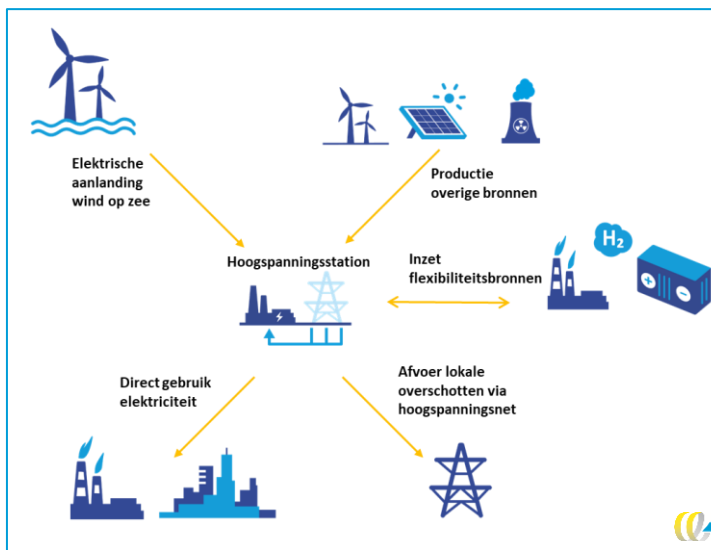 Elektrische
aanlanding
wind op zee
Productie
overige bronnen
Hoogspanningsstation
Inzet
flexibiliteitsbronnen
H₂
Direct gebruik
elektriciteit
Afvoer lokale
overschotten via
hoogspanningsnet